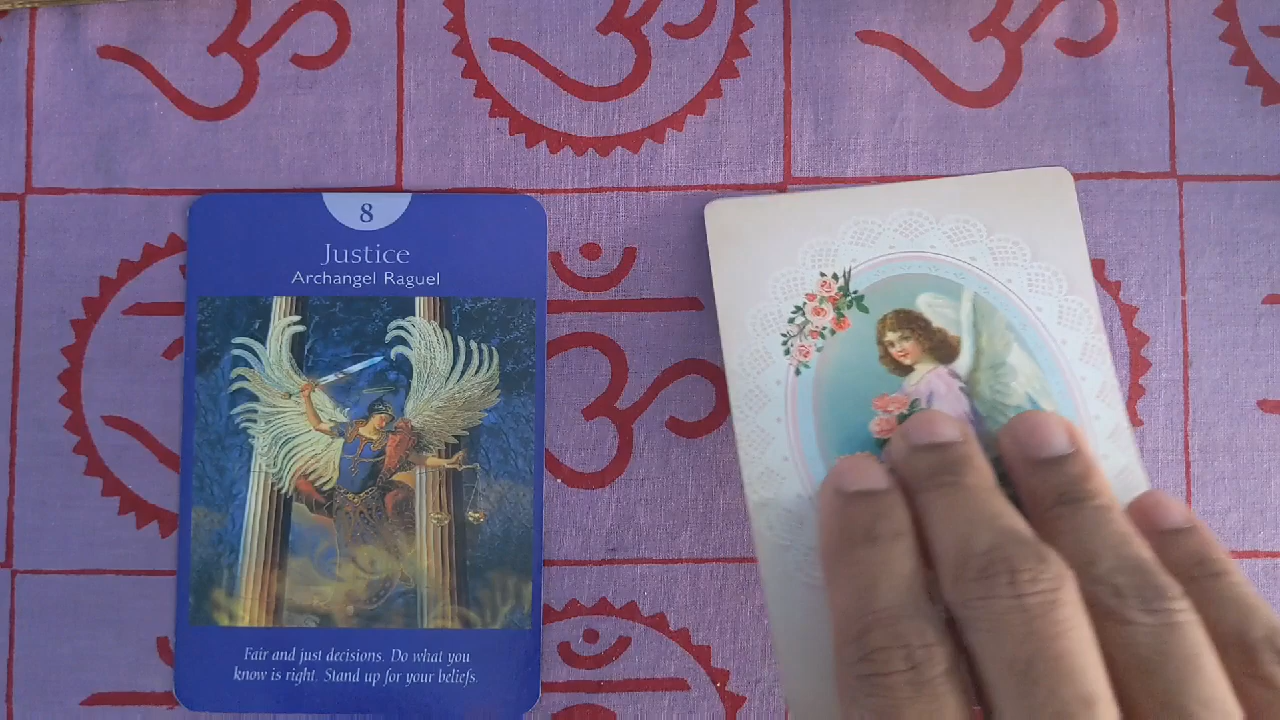 8
Justice
Archangel Raguel
Fair and just decisions. Do what you
know is right. Stand up for your beliefs.